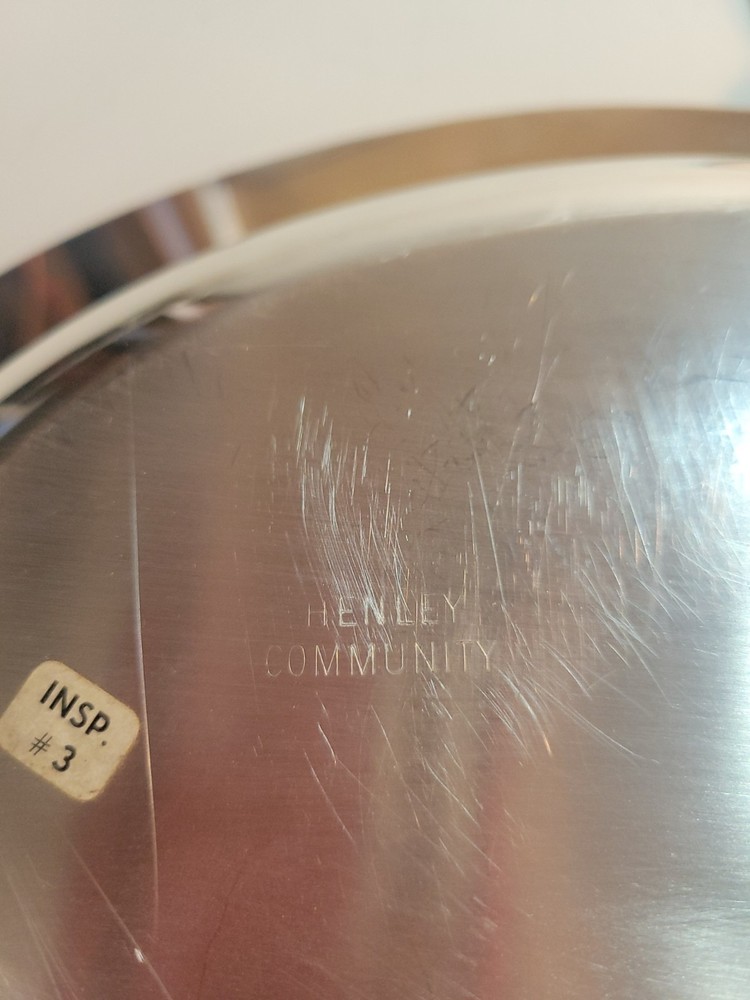 HENLEY
COMMUNITY
INSP.
# 3